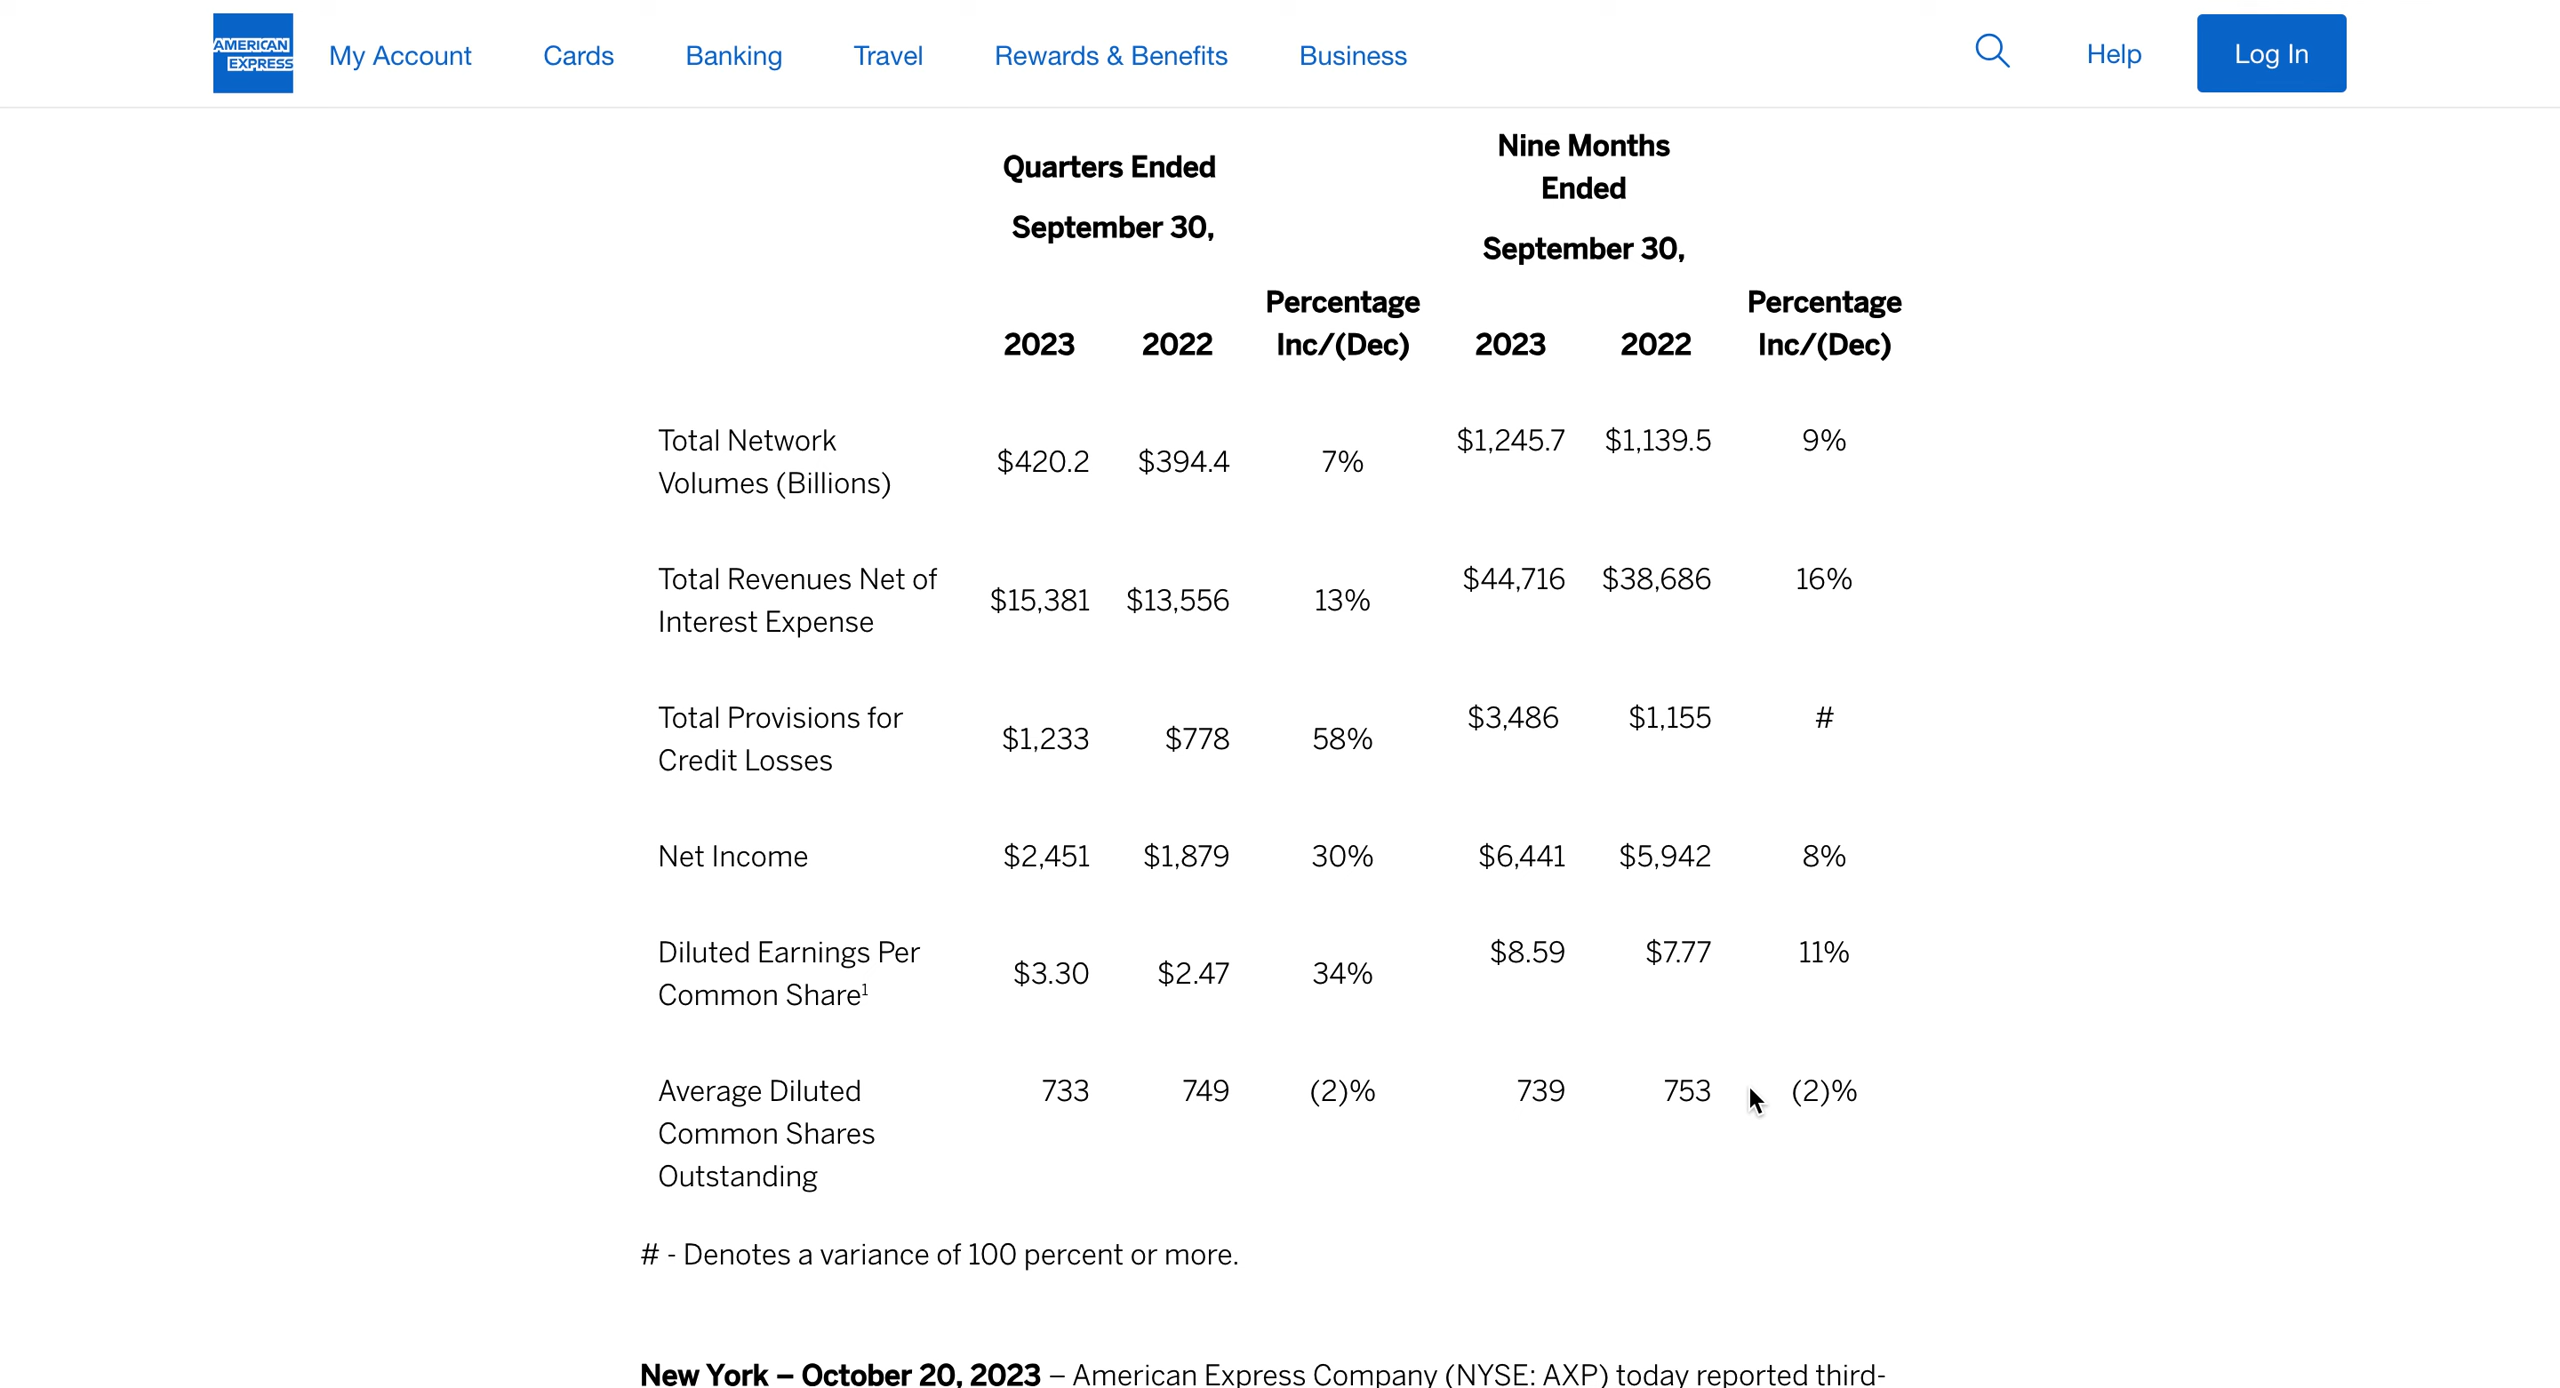 AMERICAN
EXPRESS
My Account Cards Banking Travel Rewards & Benefits Business Help Log In
Quarters Ended
September 30,
Nine Months
Ended
September 30,
2023 2022 Percentage Inc/(Dec) 2023 2022 Percentage Inc/(Dec)
Total Network
Volumes (Billions)
$420.2 $394.4 7% $1,245.7 $1,139.5 9%
Total Revenues Net of
Interest Expense
$15,381 $13,556 13% $44,716 $38,686 16%
Total Provisions for
Credit Losses
$1,233 $778 58% $3,486 $1,155 #
Net Income $2,451 $1,879 30% $6,441 $5,942 8%
Diluted Earnings Per
Common Share¹
$3.30 $2.47 34% $8.59 $7.77 11%
Average Diluted
Common Shares
Outstanding
733 749 (2)% 739 753 (2)%
# - Denotes a variance of 100 percent or more.
New York – October 20, 2023 – American Express Company (NYSE: AXP) today reported third-